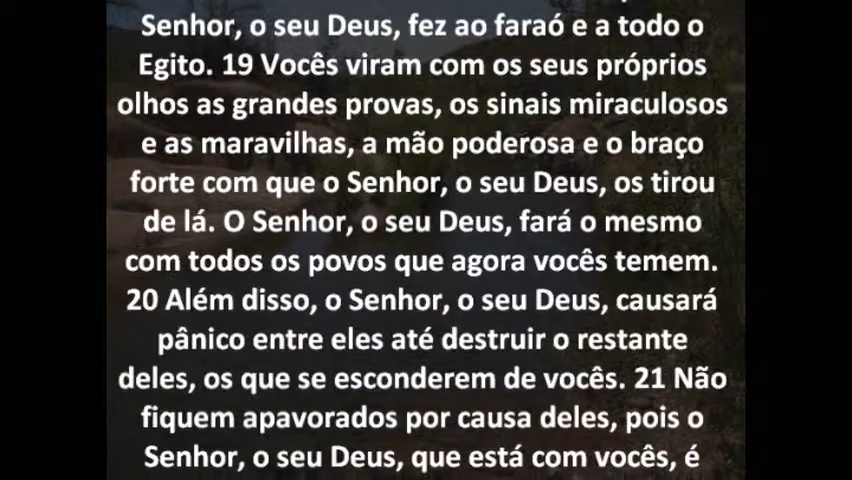 Senhor, o seu Deus, fez ao faraó e a todo o
Egito. 19 Vocês viram com os seus próprios
olhos as grandes provas, os sinais miraculosos
e as maravilhas, a mão poderosa e o braço
forte com que o Senhor, o seu Deus, os tirou
de lá. O Senhor, o seu Deus, fará o mesmo
com todos os povos que agora vocês temem.
20 Além disso, o Senhor, o seu Deus, causará
pânico entre eles até destruir o restante
deles, os que se esconderem de vocês. 21 Não
fiquem apavorados por causa deles, pois o
Senhor, o seu Deus, que está com vocês, é